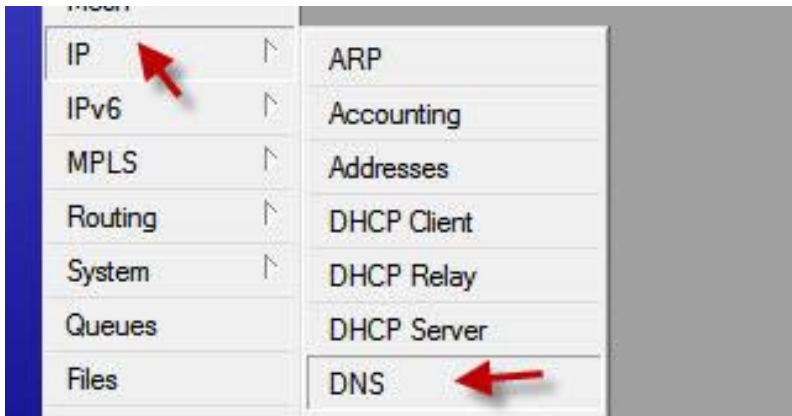 IP
IPv6
MPLS
Routing
System
Queues
Files
ARP
Accounting
Addresses
DHCP Client
DHCP Relay
DHCP Server
DNS